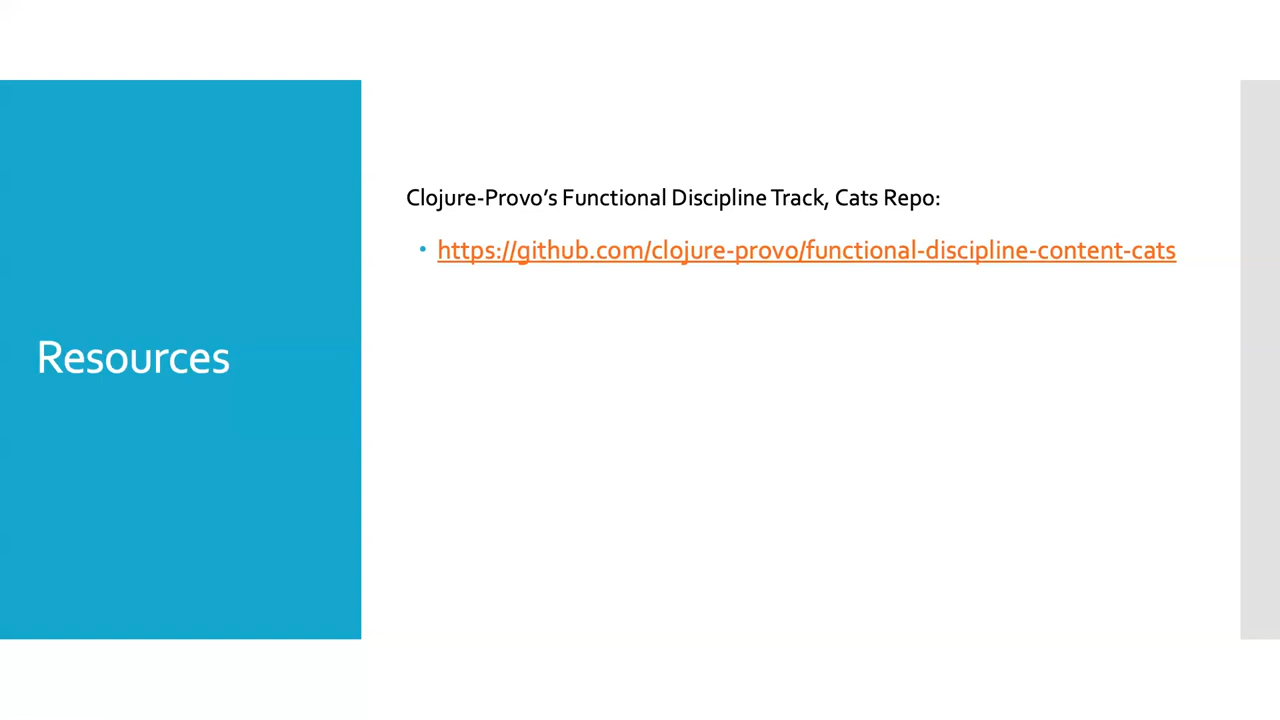 Resources
Clojure-Provo’s Functional Discipline Track, Cats Repo:
• https://github.com/clojure-provo/functional-discipline-content-cats